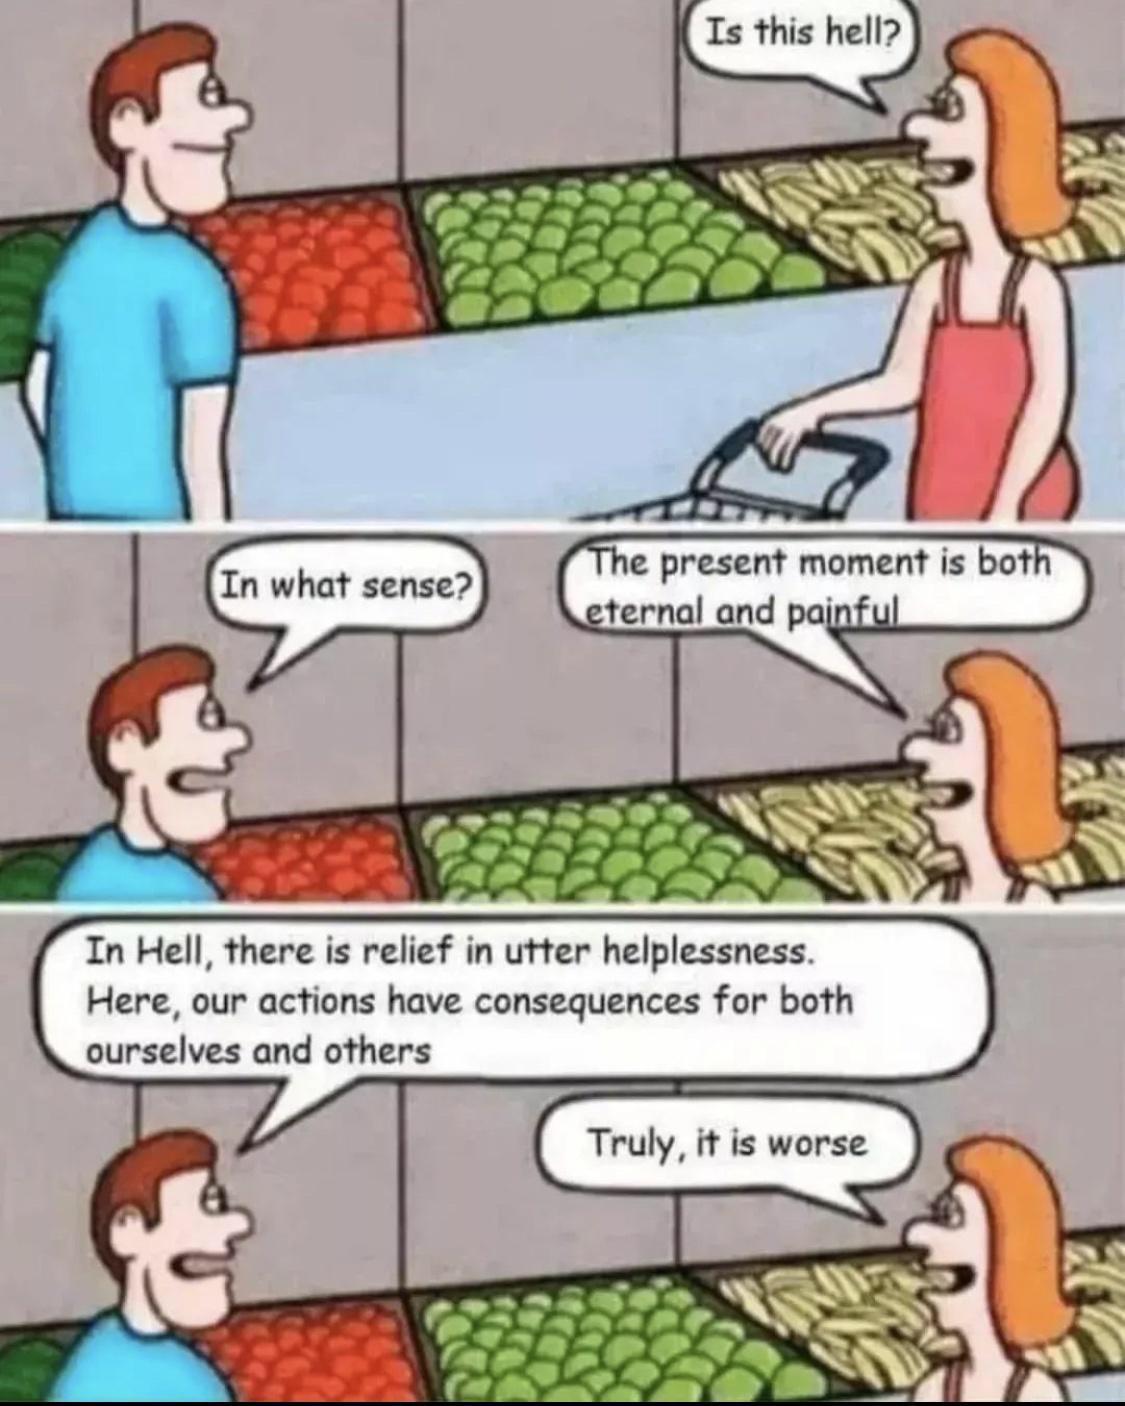 Is this hell?
In what sense?
The present moment is both
eternal and painful
In Hell, there is relief in utter helplessness.
Here, our actions have consequences for both
ourselves and others
Truly, it is worse